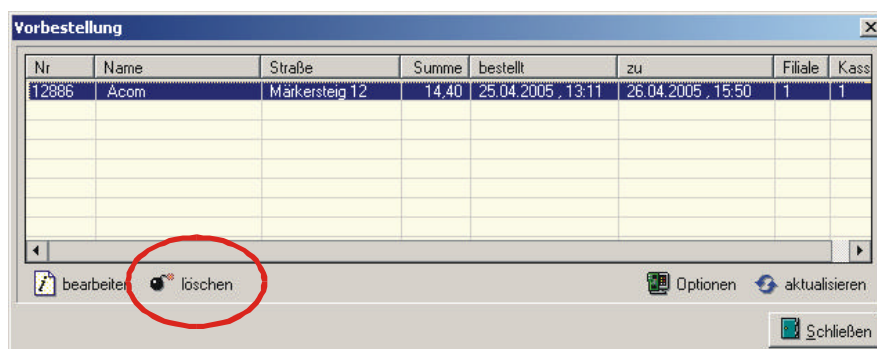 Vorbestellung
Nr Name Straße Summe bestellt zu Filiale Kass
12886 Acom Märkersteig 12 14,40 25.04.2005 , 13:11 26.04.2005 , 15:50 1 1
bearbeiten löschen Optionen aktualisieren
Schließen